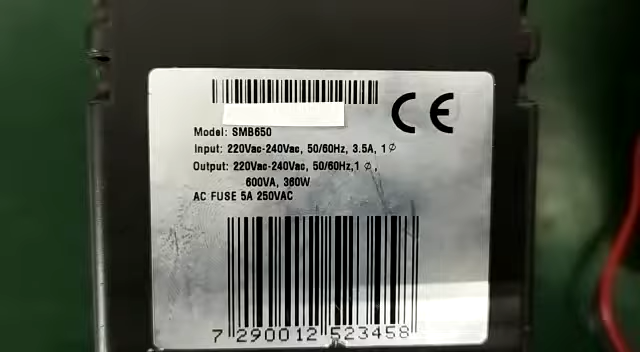 CE
Model: SMB650
Input: 220Vac-240Vac, 50/60Hz, 3.5A, 1 ϕ
Output: 220Vac-240Vac, 50/60Hz,1 ϕ,
600VA, 360W
AC FUSE 5A 250VAC
7 290012 523458